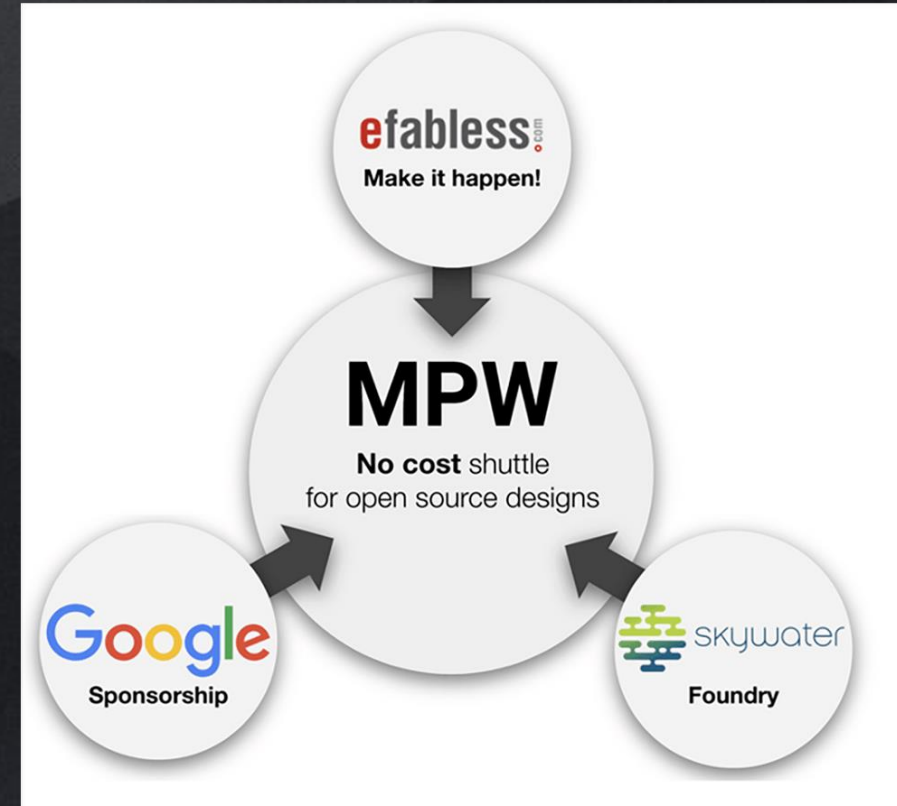 efabless.com
Make it happen!
MPW
No cost shuttle
for open source designs
Google
Sponsorship
skywater
Foundry